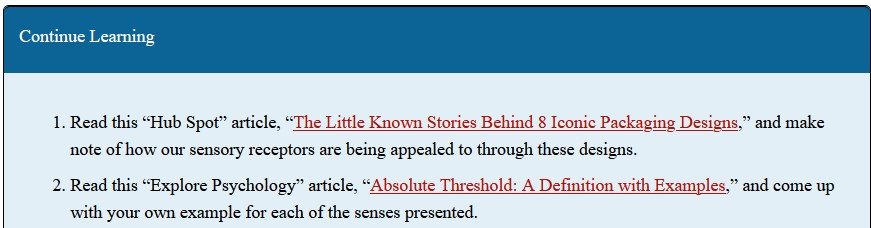 Continue Learning
1. Read this “Hub Spot” article, “The Little Known Stories Behind 8 Iconic Packaging Designs,” and make
note of how our sensory receptors are being appealed to through these designs.
2. Read this “Explore Psychology” article, “Absolute Threshold: A Definition with Examples,” and come up
with your own example for each of the senses presented.